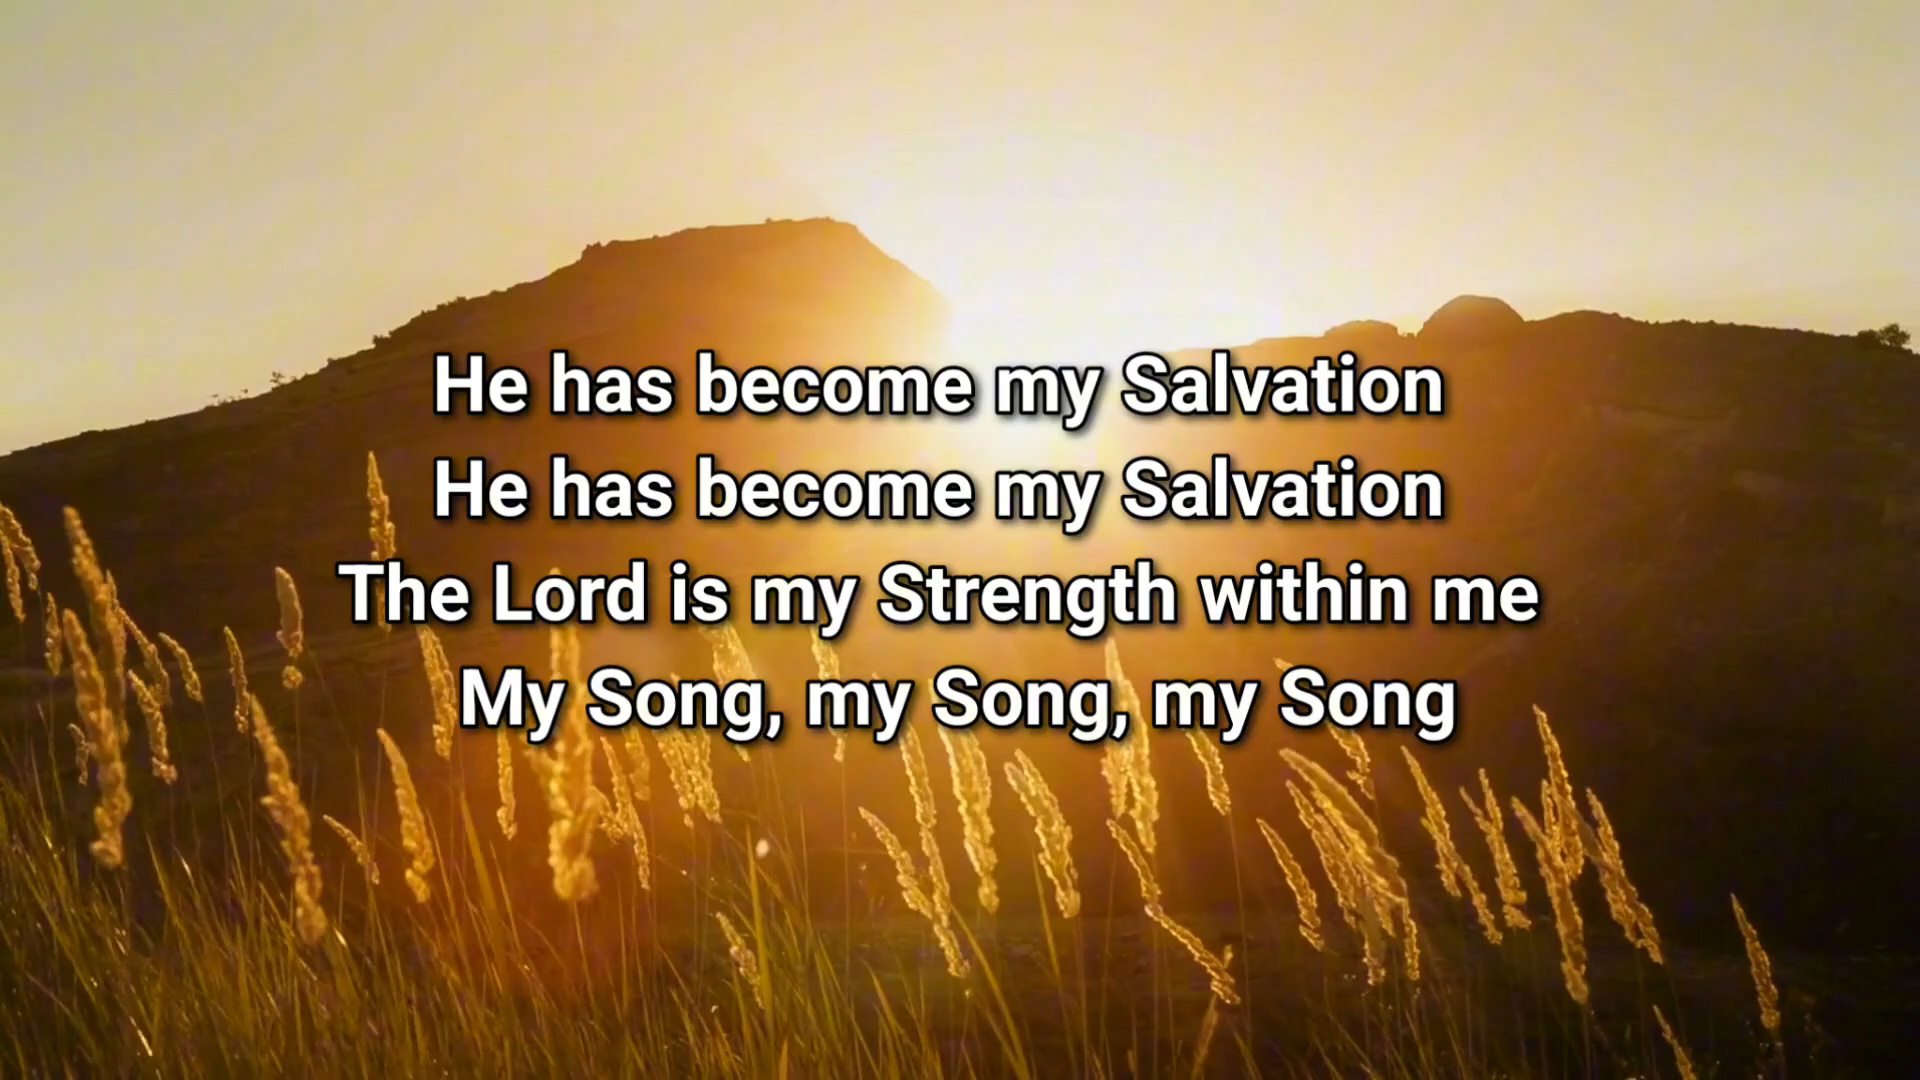 He has become my Salvation
He has become my Salvation
The Lord is my Strength within me
My Song, my Song, my Song